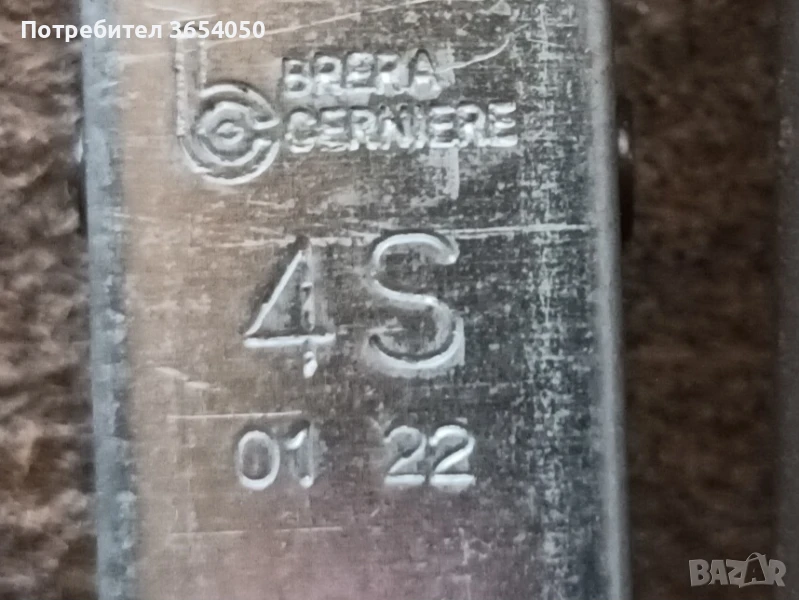 Потребител 3654050
BRERA
CERNIERE
4S
01 22
BAZAR